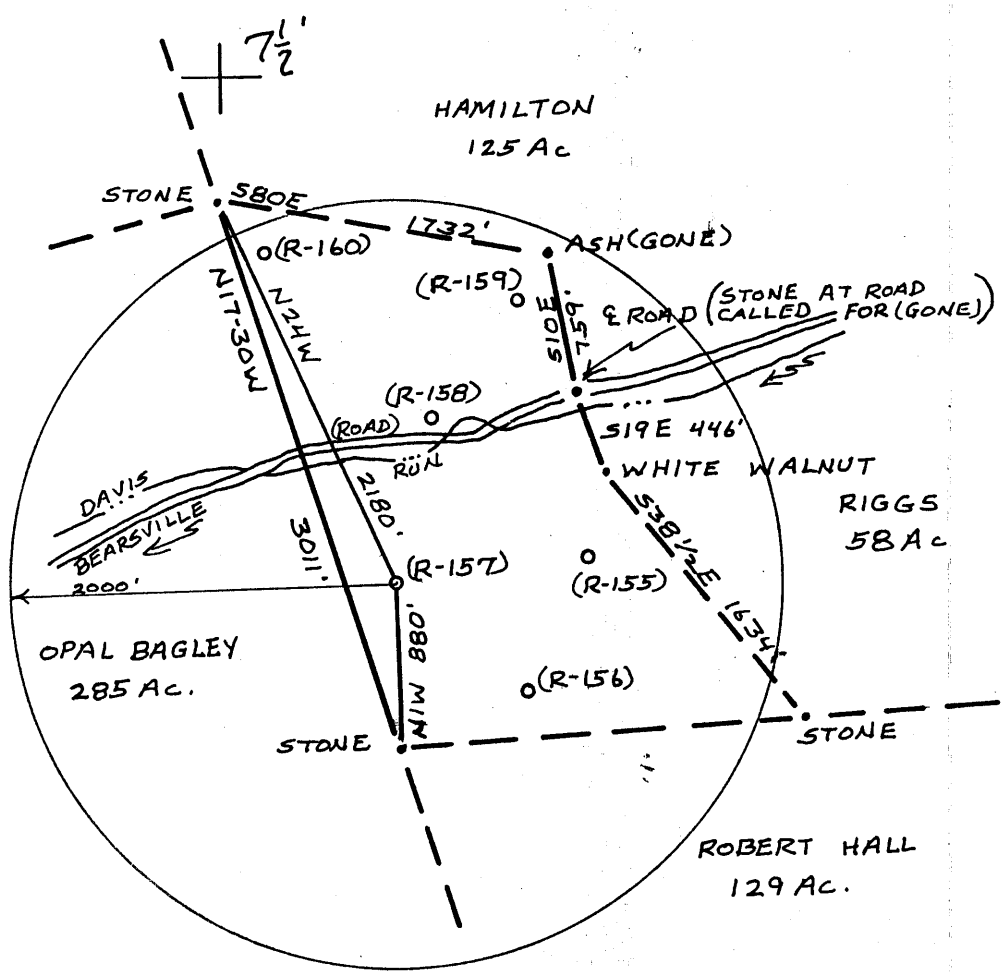 7½'
HAMILTON
125 Ac
STONE
S80E
1732'
ASH (GONE)
(R-160)
(R-159)
S10E
759'
℄ ROAD (STONE AT ROAD
CALLED FOR (GONE)
N17-30W
N24W
(R-158)
(ROAD)
S19E 446'
RUN
WHITE WALNUT
DAVIS
BEARSVILLE
2180'
3011'
S38½E
1634'
RIGGS
58 Ac
(R-157)
(R-155)
2000'
OPAL BAGLEY
285 Ac.
N1W 880'
(R-156)
STONE
STONE
ROBERT HALL
129 Ac.